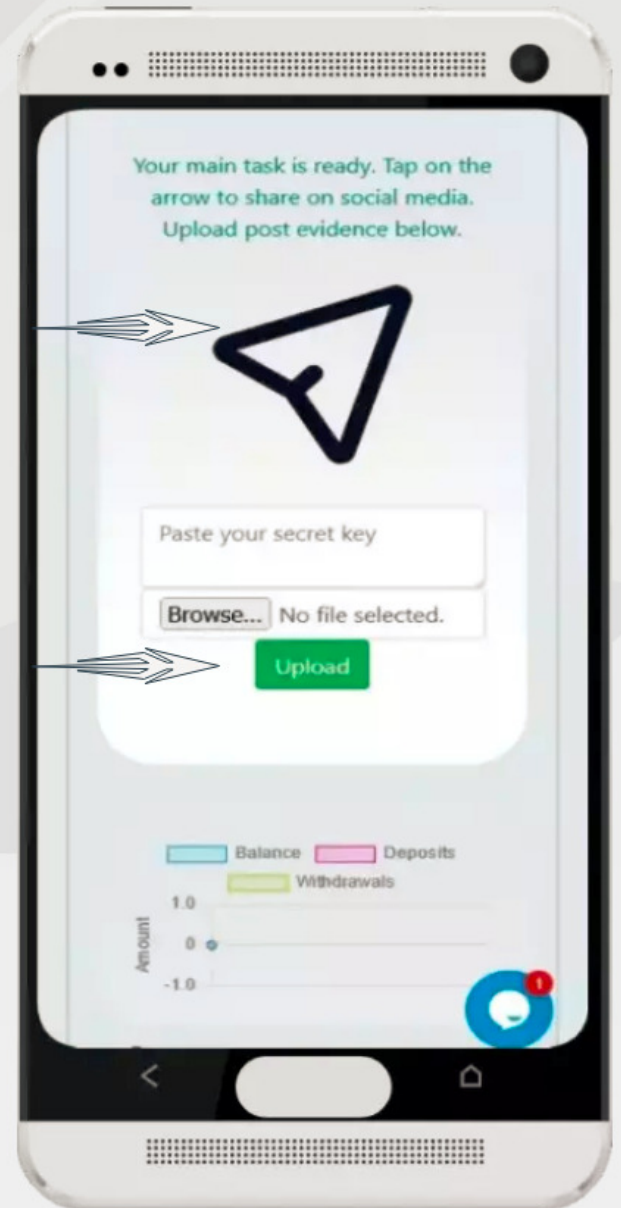 Your main task is ready. Tap on the
arrow to share on social media.
Upload post evidence below.
Paste your secret key
Browse... No file selected.
Upload
Balance Deposits
Withdrawals
1.0
Amount
0
-1.0
1